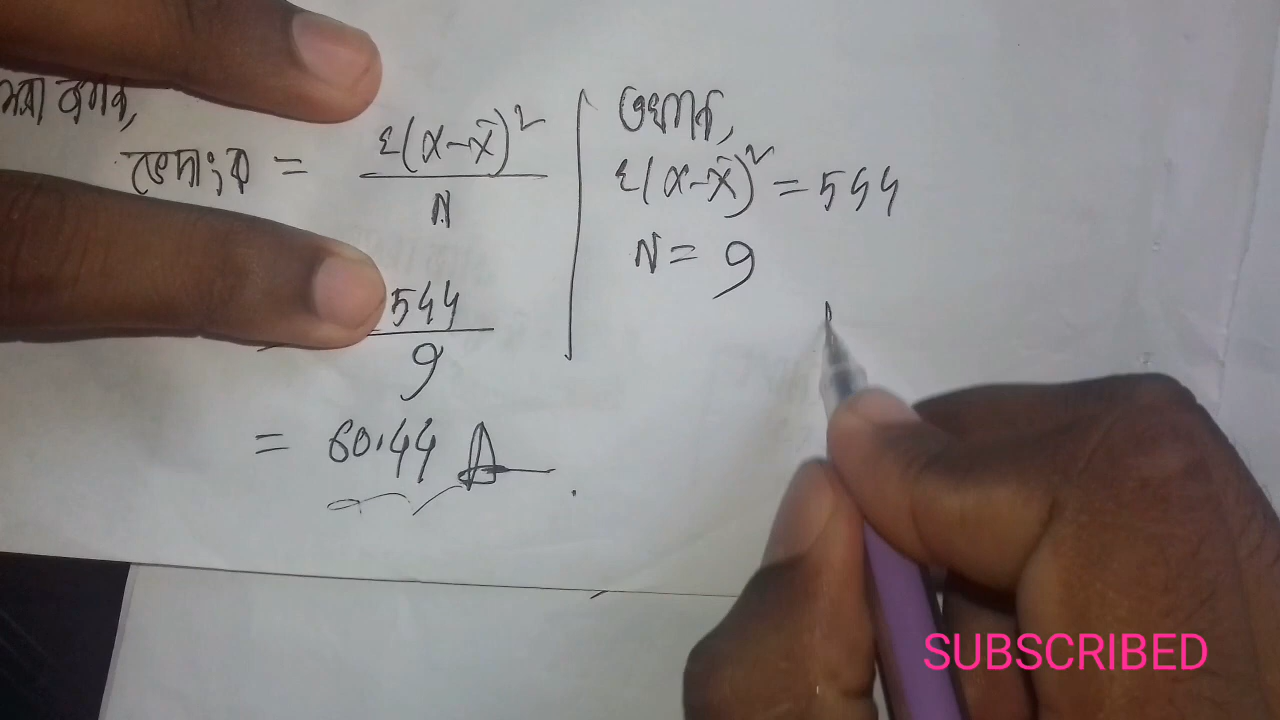 আমরা জানি,
ভেদাংক = Σ(x-x̄)²/N
544/9
= 60.44
এখানে,
Σ(x-x̄)² = 544
N = 9
SUBSCRIBED